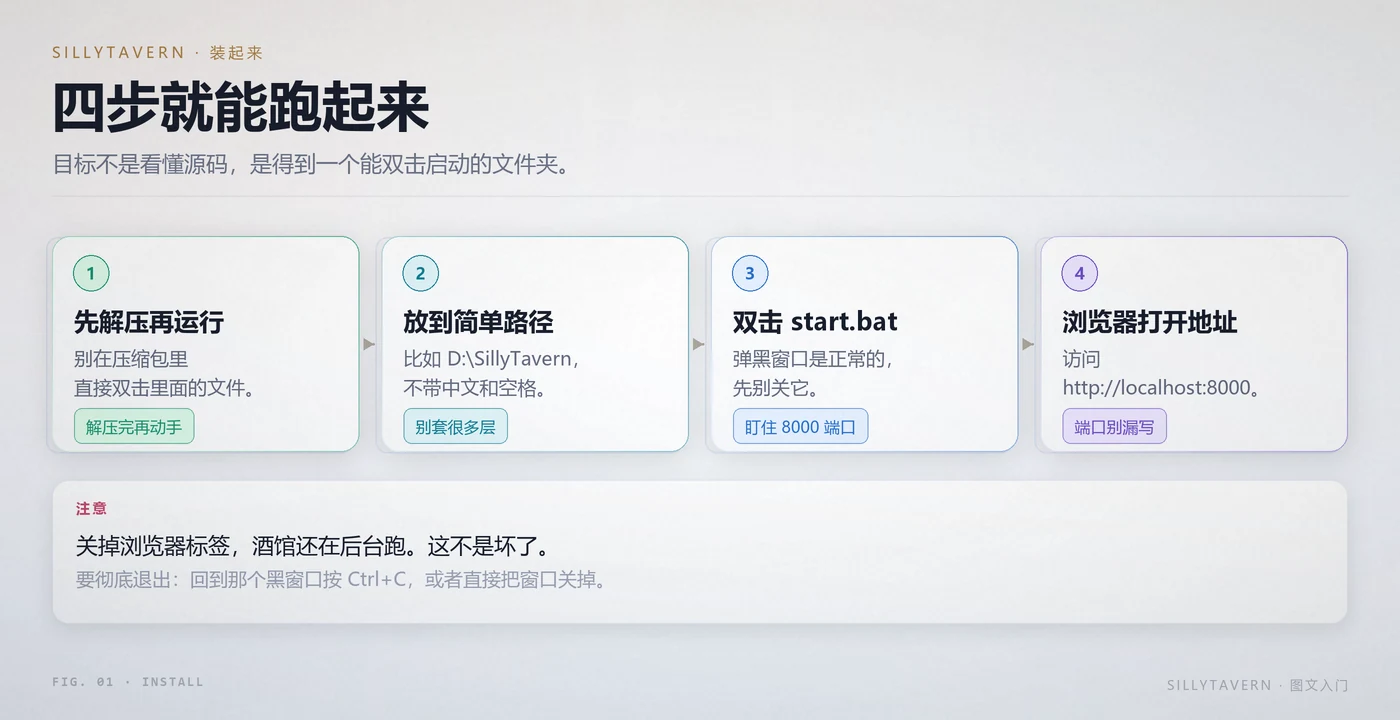 SILLYTAVERN · 装起来
四步就能跑起来
目标不是看懂源码，是得到一个能双击启动的文件夹。
1
先解压再运行
别在压缩包里
直接双击里面的文件。
解压完再动手
2
放到简单路径
比如 D:\SillyTavern，
不带中文和空格。
别套很多层
3
双击 start.bat
弹黑窗口是正常的，
先别关它。
盯住 8000 端口
4
浏览器打开地址
访问
http://localhost:8000。
端口别漏写
注意
关掉浏览器标签，酒馆还在后台跑。这不是坏了。
要彻底退出：回到那个黑窗口按 Ctrl+C，或者直接把窗口关掉。
FIG. 01 · INSTALL
SILLYTAVERN · 图文入门